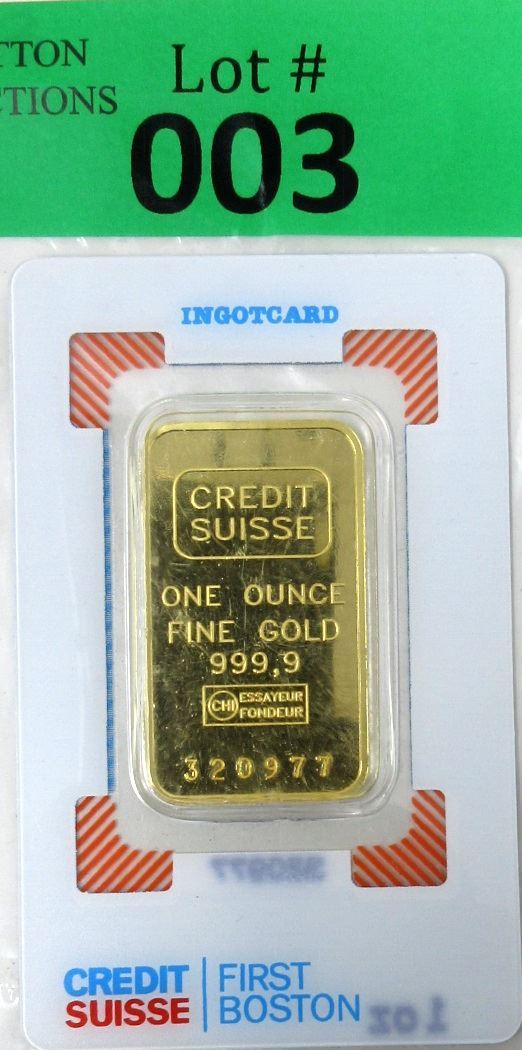 TTON
CTIONS
Lot #
003
INGOTCARD
CREDIT
SUISSE
ONE OUNCE
FINE GOLD
999,9
CHI ESSAYEUR
FONDEUR
320977
CREDIT
SUISSE
FIRST
BOSTON